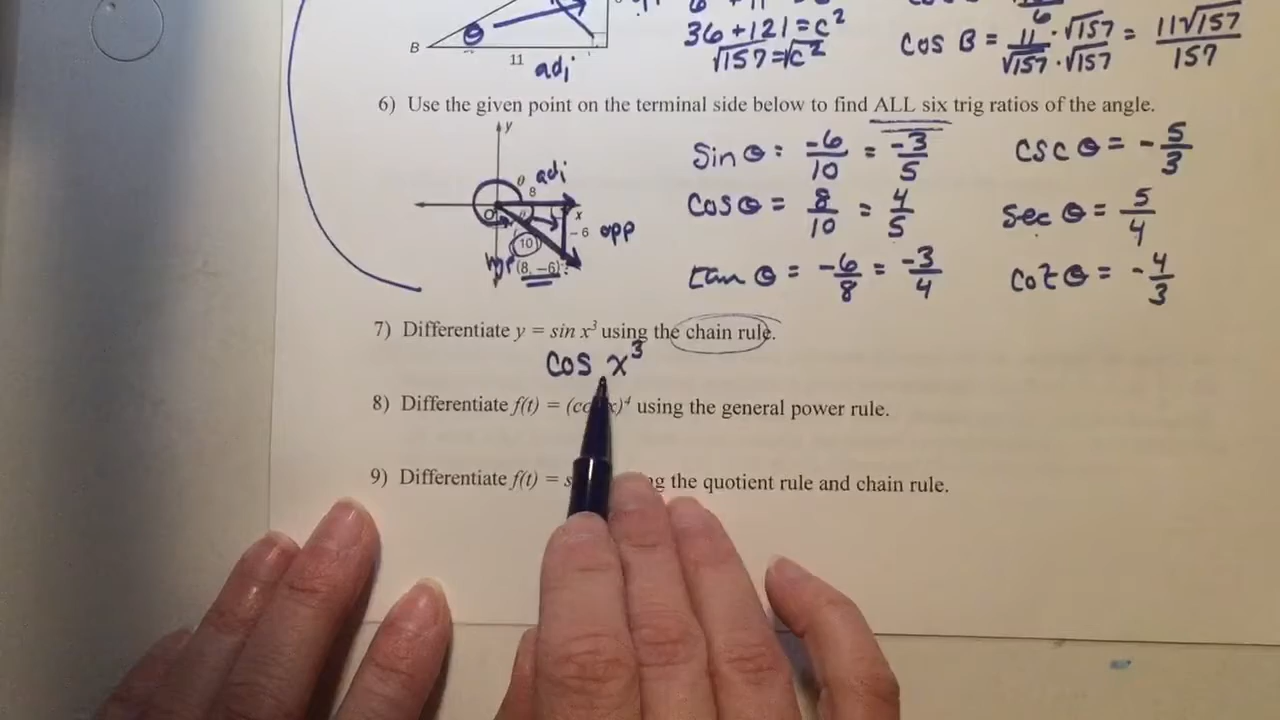 36 + 121 = c²
√157 = √c²
B
11
adj
cos B = 11/√157 · √157/√157 = 11√157/157
6) Use the given point on the terminal side below to find ALL six trig ratios of the angle.
y
θ adj
8
O
x
-6 opp
10
hyp (8, -6)
sin θ = -6/10 = -3/5
csc θ = -5/3
cos θ = 8/10 = 4/5
sec θ = 5/4
tan θ = -6/8 = -3/4
cot θ = -4/3
7) Differentiate y = sin x³ using the chain rule.
cos x³
8) Differentiate f(t) = (co x)⁴ using the general power rule.
9) Differentiate f(t) = s the quotient rule and chain rule.